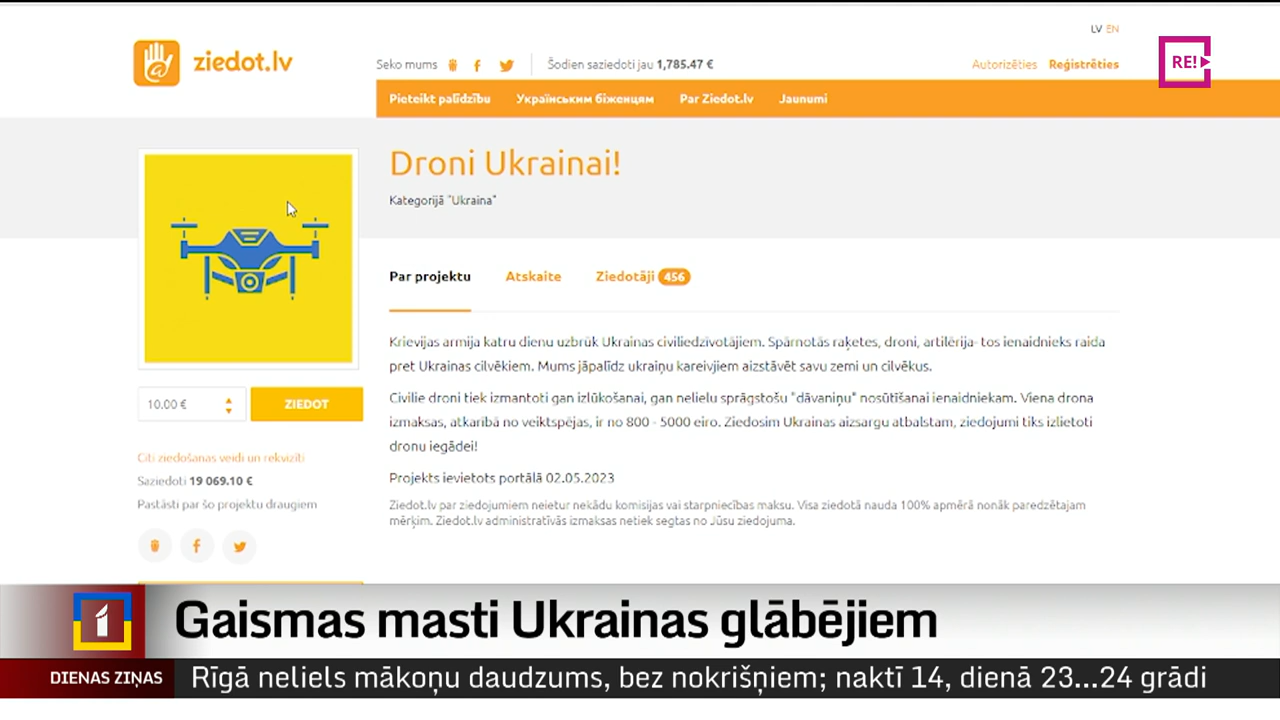 LV EN
ziedot.lv
Seko mums
Šodien saziedoti jau 1,785.47 €
Autorizēties Reģistrēties
RE!
Pieteikt palīdzību Українським біженцям Par Ziedot.lv Jaunumi
Droni Ukrainai!
Kategorijā "Ukraina"
Par projektu Atskaite Ziedotāji 456
Krievijas armija katru dienu uzbrūk Ukrainas civiliedzīvotājiem. Spārnotās raķetes, droni, artilērija- tos ienaidnieks raida
pret Ukrainas cilvēkiem. Mums jāpalīdz ukraiņu kareivjiem aizstāvēt savu zemi un cilvēkus.
Civilie droni tiek izmantoti gan izlūkošanai, gan nelielu sprāgstošu "dāvaniņu" nosūtīšanai ienaidniekam. Viena drona
izmaksas, atkarībā no veiktspējas, ir no 800 - 5000 eiro. Ziedosim Ukrainas aizsargu atbalstam, ziedojumi tiks izlietoti
dronu iegādei!
Projekts ievietots portālā 02.05.2023
Ziedot.lv par ziedojumiem neietur nekādu komisijas vai starpniecības maksu. Visa ziedotā nauda 100% apmērā nonāk paredzētajam
mērķim. Ziedot.lv administratīvās izmaksas netiek segtas no Jūsu ziedojuma.
10.00 € ZIEDOT
Citi ziedošanas veidi un rekvizīti
Saziedoti 19 069.10 €
Pastāsti par šo projektu draugiem
1
Gaismas masti Ukrainas glābējiem
DIENAS ZIŅAS
Rīgā neliels mākoņu daudzums, bez nokrišņiem; naktī 14, dienā 23...24 grādi